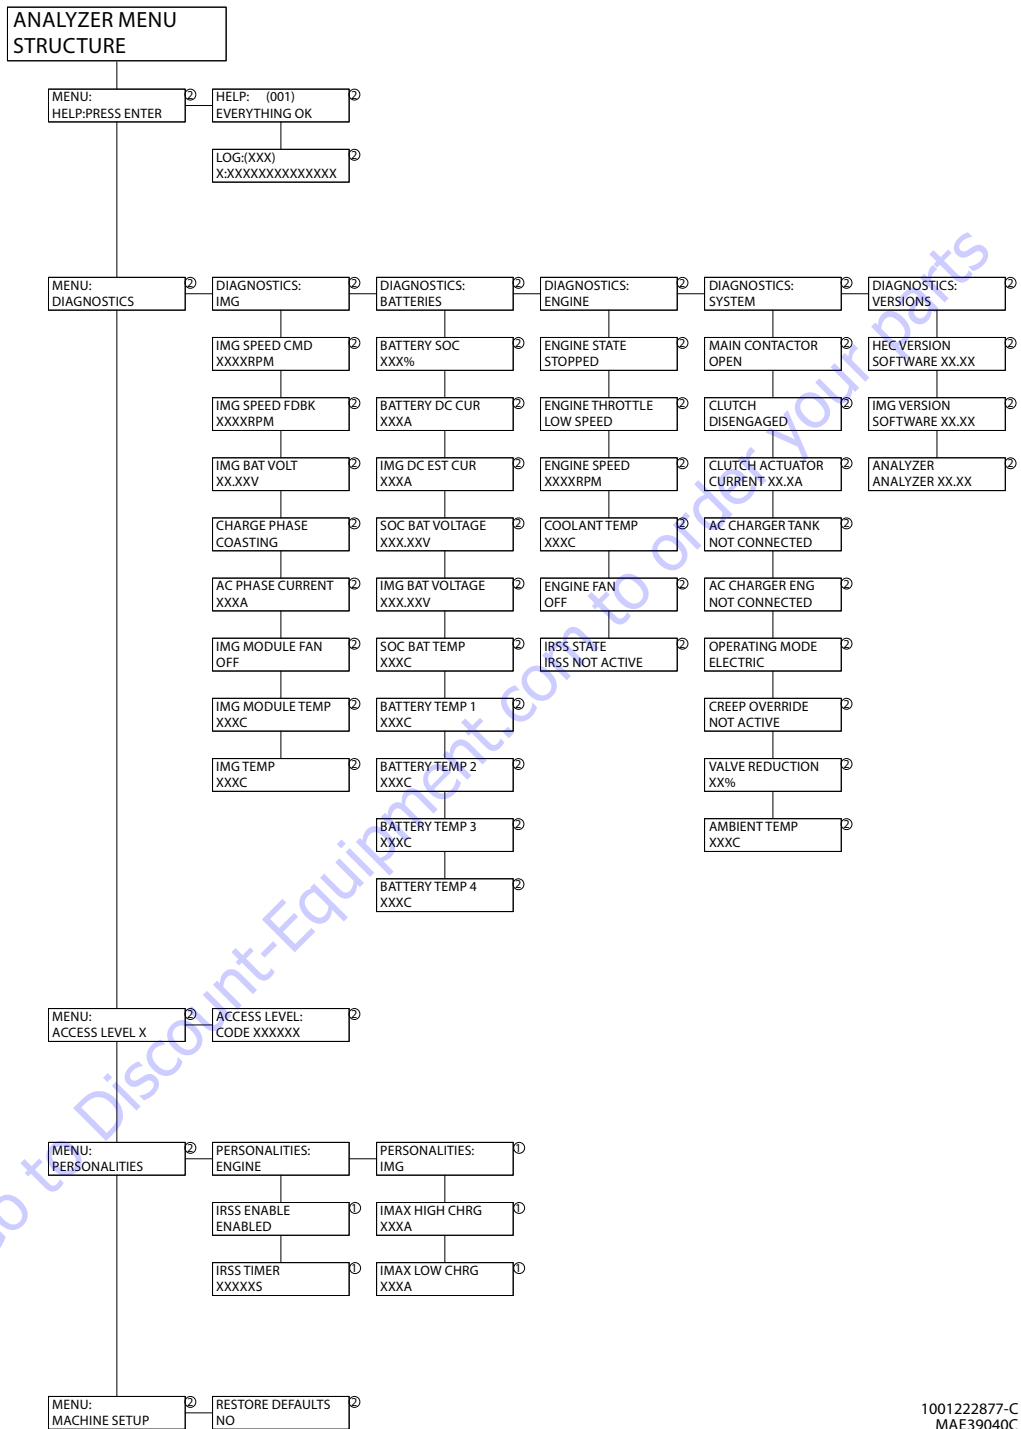 ANALYZER MENU
STRUCTURE
MENU:
HELP:PRESS ENTER
②
HELP: (001)
EVERYTHING OK
②
LOG:(XXX)
X:XXXXXXXXXXXXXX
②
MENU:
DIAGNOSTICS
②
DIAGNOSTICS:
IMG
②
IMG SPEED CMD
XXXXRPM
②
IMG SPEED FDBK
XXXXRPM
②
IMG BAT VOLT
XX.XXV
②
CHARGE PHASE
COASTING
②
AC PHASE CURRENT
XXXA
②
IMG MODULE FAN
OFF
②
IMG MODULE TEMP
XXXC
②
IMG TEMP
XXXC
②
DIAGNOSTICS:
BATTERIES
②
BATTERY SOC
XXX%
②
BATTERY DC CUR
XXXA
②
IMG DC EST CUR
XXXA
②
SOC BAT VOLTAGE
XXX.XXV
②
IMG BAT VOLTAGE
XXX.XXV
②
SOC BAT TEMP
XXXC
②
BATTERY TEMP 1
XXXC
②
BATTERY TEMP 2
XXXC
②
BATTERY TEMP 3
XXXC
②
BATTERY TEMP 4
XXXC
②
DIAGNOSTICS:
ENGINE
②
ENGINE STATE
STOPPED
②
ENGINE THROTTLE
LOW SPEED
②
ENGINE SPEED
XXXXRPM
②
COOLANT TEMP
XXXC
②
ENGINE FAN
OFF
②
IRSS STATE
IRSS NOT ACTIVE
②
DIAGNOSTICS:
SYSTEM
②
MAIN CONTACTOR
OPEN
②
CLUTCH
DISENGAGED
②
CLUTCH ACTUATOR
CURRENT XX.XA
②
AC CHARGER TANK
NOT CONNECTED
②
AC CHARGER ENG
NOT CONNECTED
②
OPERATING MODE
ELECTRIC
②
CREEP OVERRIDE
NOT ACTIVE
②
VALVE REDUCTION
XX%
②
AMBIENT TEMP
XXXC
②
DIAGNOSTICS:
VERSIONS
②
HEC VERSION
SOFTWARE XX.XX
②
IMG VERSION
SOFTWARE XX.XX
②
ANALYZER
ANALYZER XX.XX
②
MENU:
ACCESS LEVEL X
②
ACCESS LEVEL:
CODE XXXXXX
②
MENU:
PERSONALITIES
②
PERSONALITIES:
ENGINE
IRSS ENABLE
ENABLED
①
IRSS TIMER
XXXXXS
①
PERSONALITIES:
IMG
①
IMAX HIGH CHRG
XXXA
①
IMAX LOW CHRG
XXXA
①
MENU:
MACHINE SETUP
②
RESTORE DEFAULTS
NO
②
1001222877-C
MAE39040C
to Discount-Equipment.com to order your parts